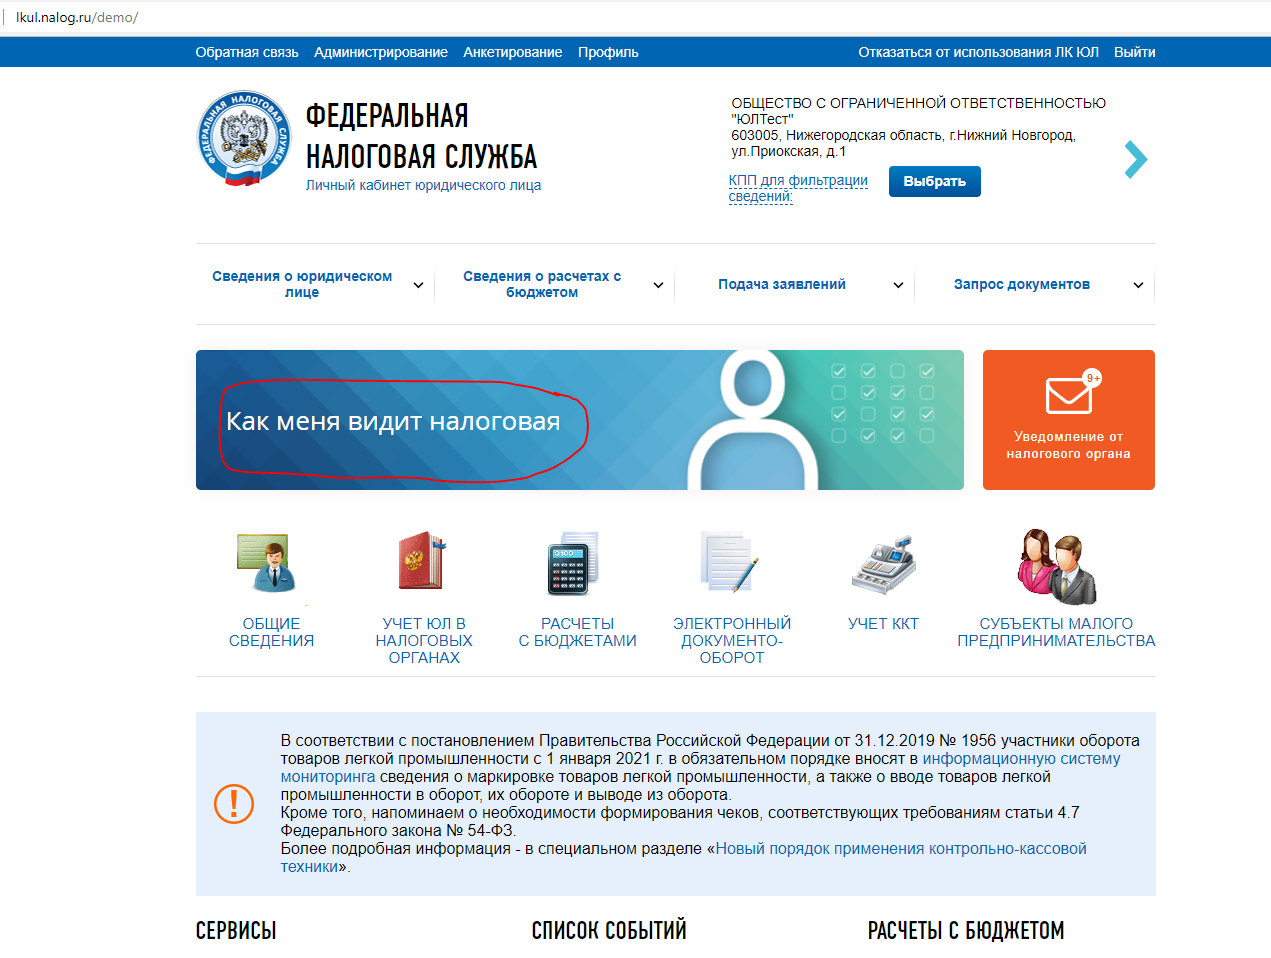 lkul.nalog.ru/demo/
Обратная связь Администрирование Анкетирование Профиль Отказаться от использования ЛК ЮЛ Выйти
ФЕДЕРАЛЬНАЯ НАЛОГОВАЯ СЛУЖБА
ФЕДЕРАЛЬНАЯ
НАЛОГОВАЯ СЛУЖБА
Личный кабинет юридического лица
ОБЩЕСТВО С ОГРАНИЧЕННОЙ ОТВЕТСТВЕННОСТЬЮ
"ЮЛТест"
603005, Нижегородская область, г.Нижний Новгород,
ул.Приокская, д.1
КПП для фильтрации
сведений:
Выбрать
Сведения о юридическом
лице
Сведения о расчетах с
бюджетом
Подача заявлений
Запрос документов
Как меня видит налоговая
9+
Уведомление от
налогового органа
0.100
ОБЩИЕ
СВЕДЕНИЯ
УЧЕТ ЮЛ В
НАЛОГОВЫХ
ОРГАНАХ
РАСЧЕТЫ
С БЮДЖЕТАМИ
ЭЛЕКТРОННЫЙ
ДОКУМЕНТО-
ОБОРОТ
УЧЕТ ККТ
СУБЪЕКТЫ МАЛОГО
ПРЕДПРИНИМАТЕЛЬСТВА
В соответствии с постановлением Правительства Российской Федерации от 31.12.2019 № 1956 участники оборота
товаров легкой промышленности с 1 января 2021 г. в обязательном порядке вносят в информационную систему
мониторинга сведения о маркировке товаров легкой промышленности, а также о вводе товаров легкой
промышленности в оборот, их обороте и выводе из оборота.
Кроме того, напоминаем о необходимости формирования чеков, соответствующих требованиям статьи 4.7
Федерального закона № 54-ФЗ.
Более подробная информация - в специальном разделе «Новый порядок применения контрольно-кассовой
техники».
СЕРВИСЫ
СПИСОК СОБЫТИЙ
РАСЧЕТЫ С БЮДЖЕТОМ